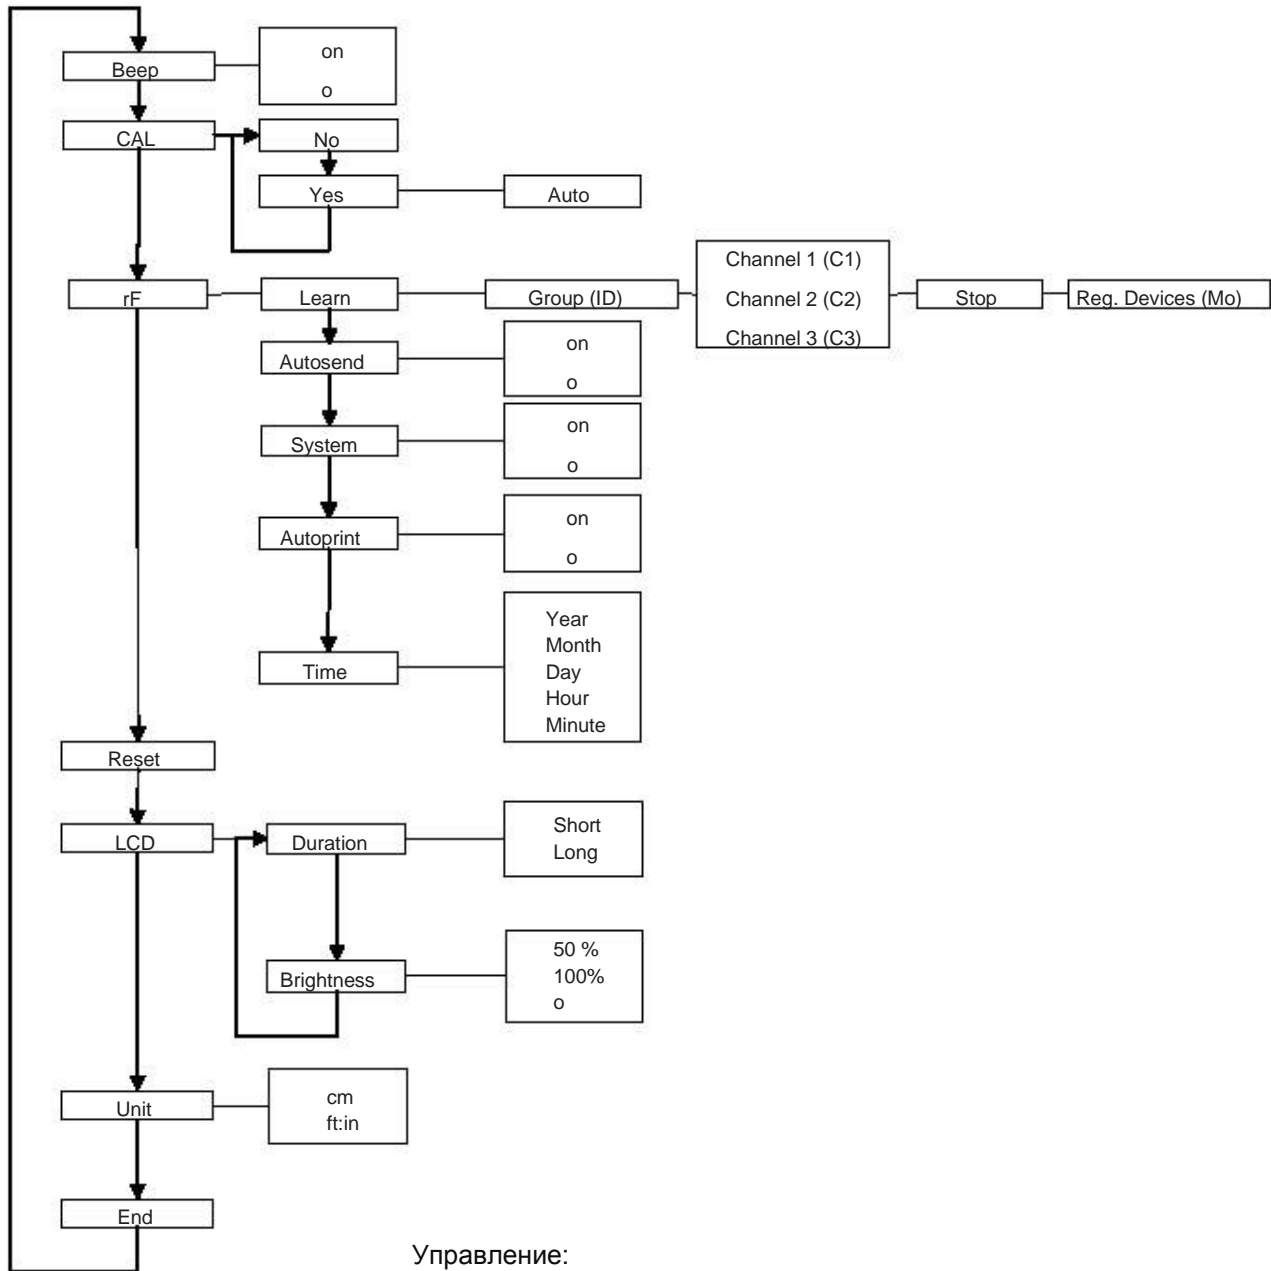 Beep
on
o
CAL
No
Yes
Auto
rF
Learn
Group (ID)
Channel 1 (C1)
Channel 2 (C2)
Channel 3 (C3)
Stop
Reg. Devices (Mo)
Autosend
on
o
System
on
o
Autoprint
on
o
Time
Year
Month
Day
Hour
Minute
Reset
LCD
Duration
Short
Long
Brightness
50 %
100%
o
Unit
cm
ft:in
End
Управление: